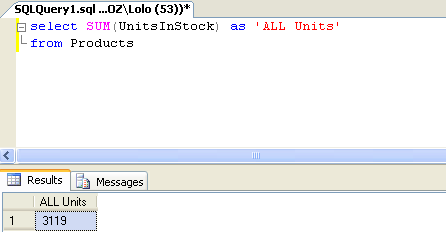 SQLQuery1.sql ...OZ\Lolo (53))*
select SUM(UnitsInStock) as 'ALL Units'
from Products
Results
Messages
ALL Units
1 3119